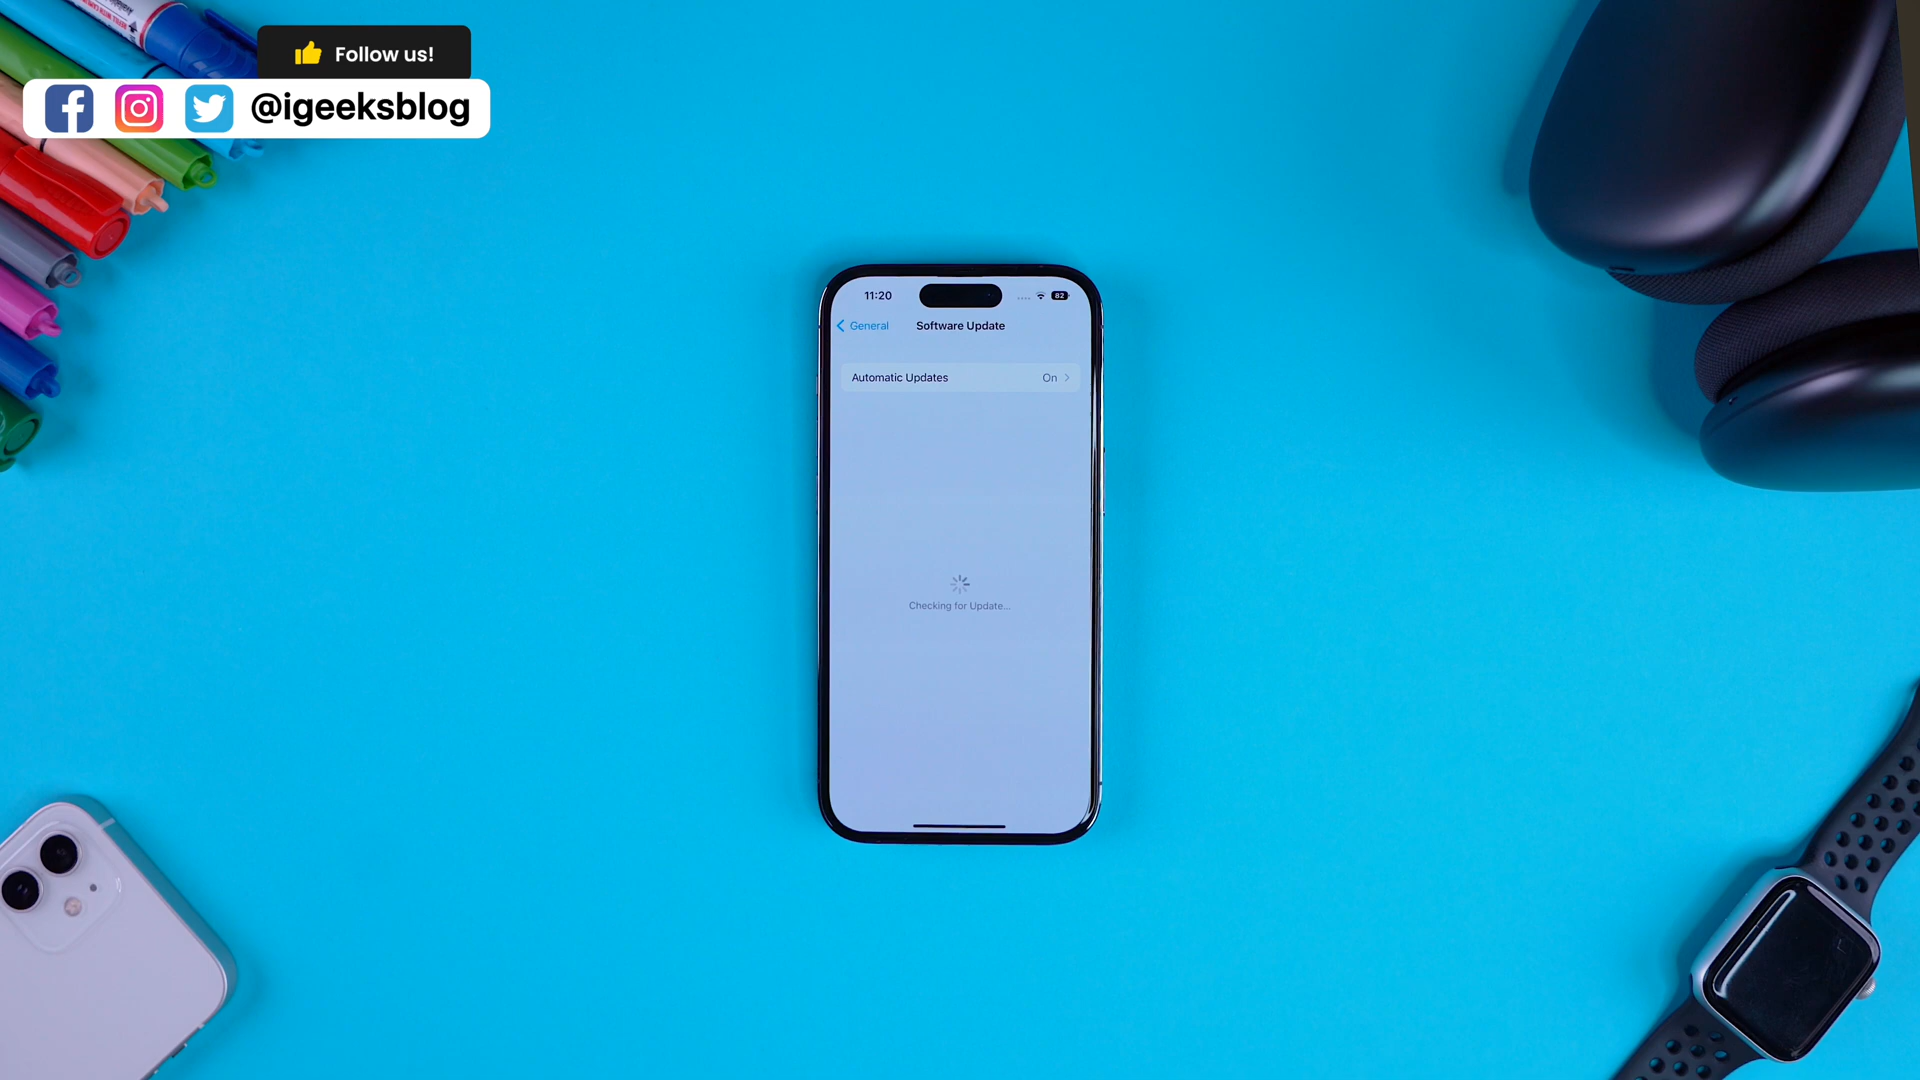 Follow us!
@igeeksblog
11:20
82
General
Software Update
Automatic Updates
On
Checking for Update...